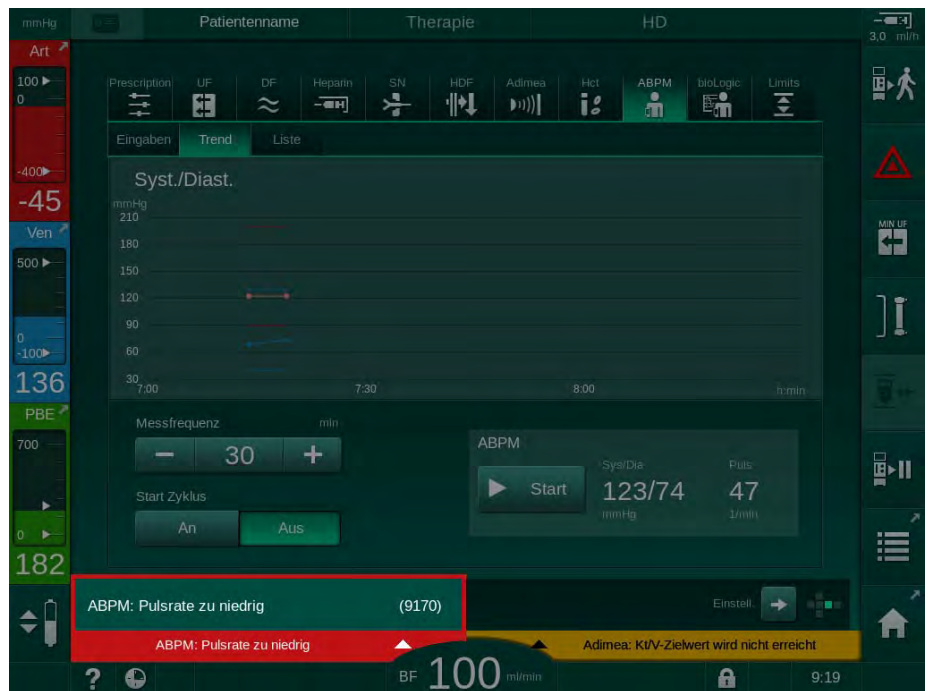 mmHg
Patientenname
Therapie
HD
3,0 ml/h
Art
100
0
-400
-45
Ven
500
0
-100
136
PBE
700
0
182
Prescription
UF
DF
Heparin
SN
HDF
Adimea
Hct
ABPM
bioLogic
Limits
Eingaben
Trend
Liste
Syst./Diast.
mmHg
210
180
150
120
90
60
30
7:00
7:30
8:00
h:min
Messfrequenz
min
30
Start Zyklus
An
Aus
ABPM
Start
Sys/Dia
123/74
mmHg
Puls
47
1/min
MIN UF
ABPM: Pulsrate zu niedrig (9170)
Einstell.
ABPM: Pulsrate zu niedrig
Adimea: Kt/V-Zielwert wird nicht erreicht
?
BF 100 ml/min
9:19